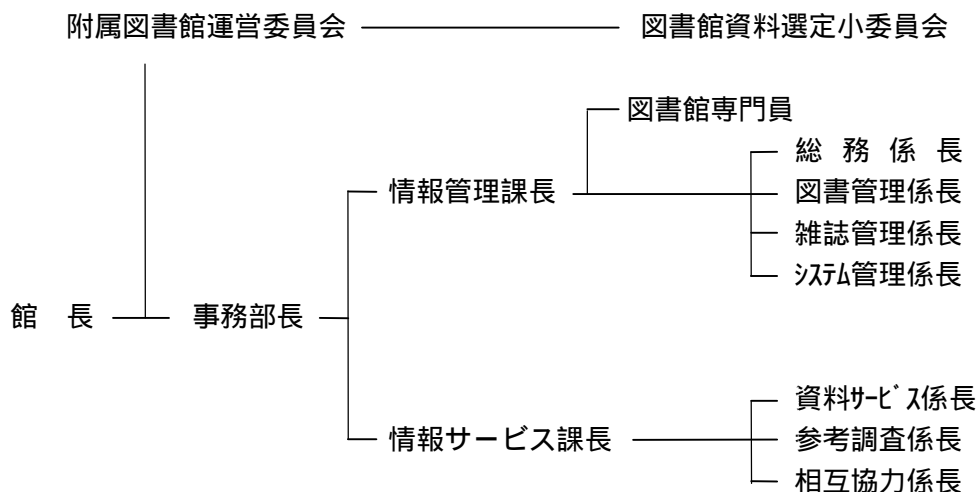 附属図書館運営委員会 図書館資料選定小委員会
図書館専門員
総 務 係 長
情報管理課長 図書管理係長
雑誌管理係長
ｼｽﾃﾑ管理係長
館 長 事務部長
資料ｻｰﾋﾞｽ係長
情報サービス課長 参考調査係長
相互協力係長